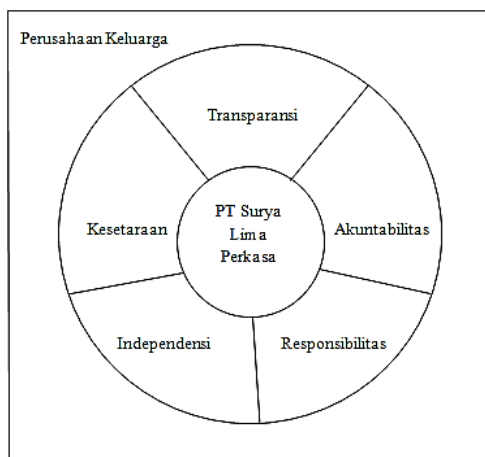 Perusahaan Keluarga
Transparansi
PT Surya
Lima
Perkasa
Kesetaraan
Akuntabilitas
Independensi
Responsibilitas